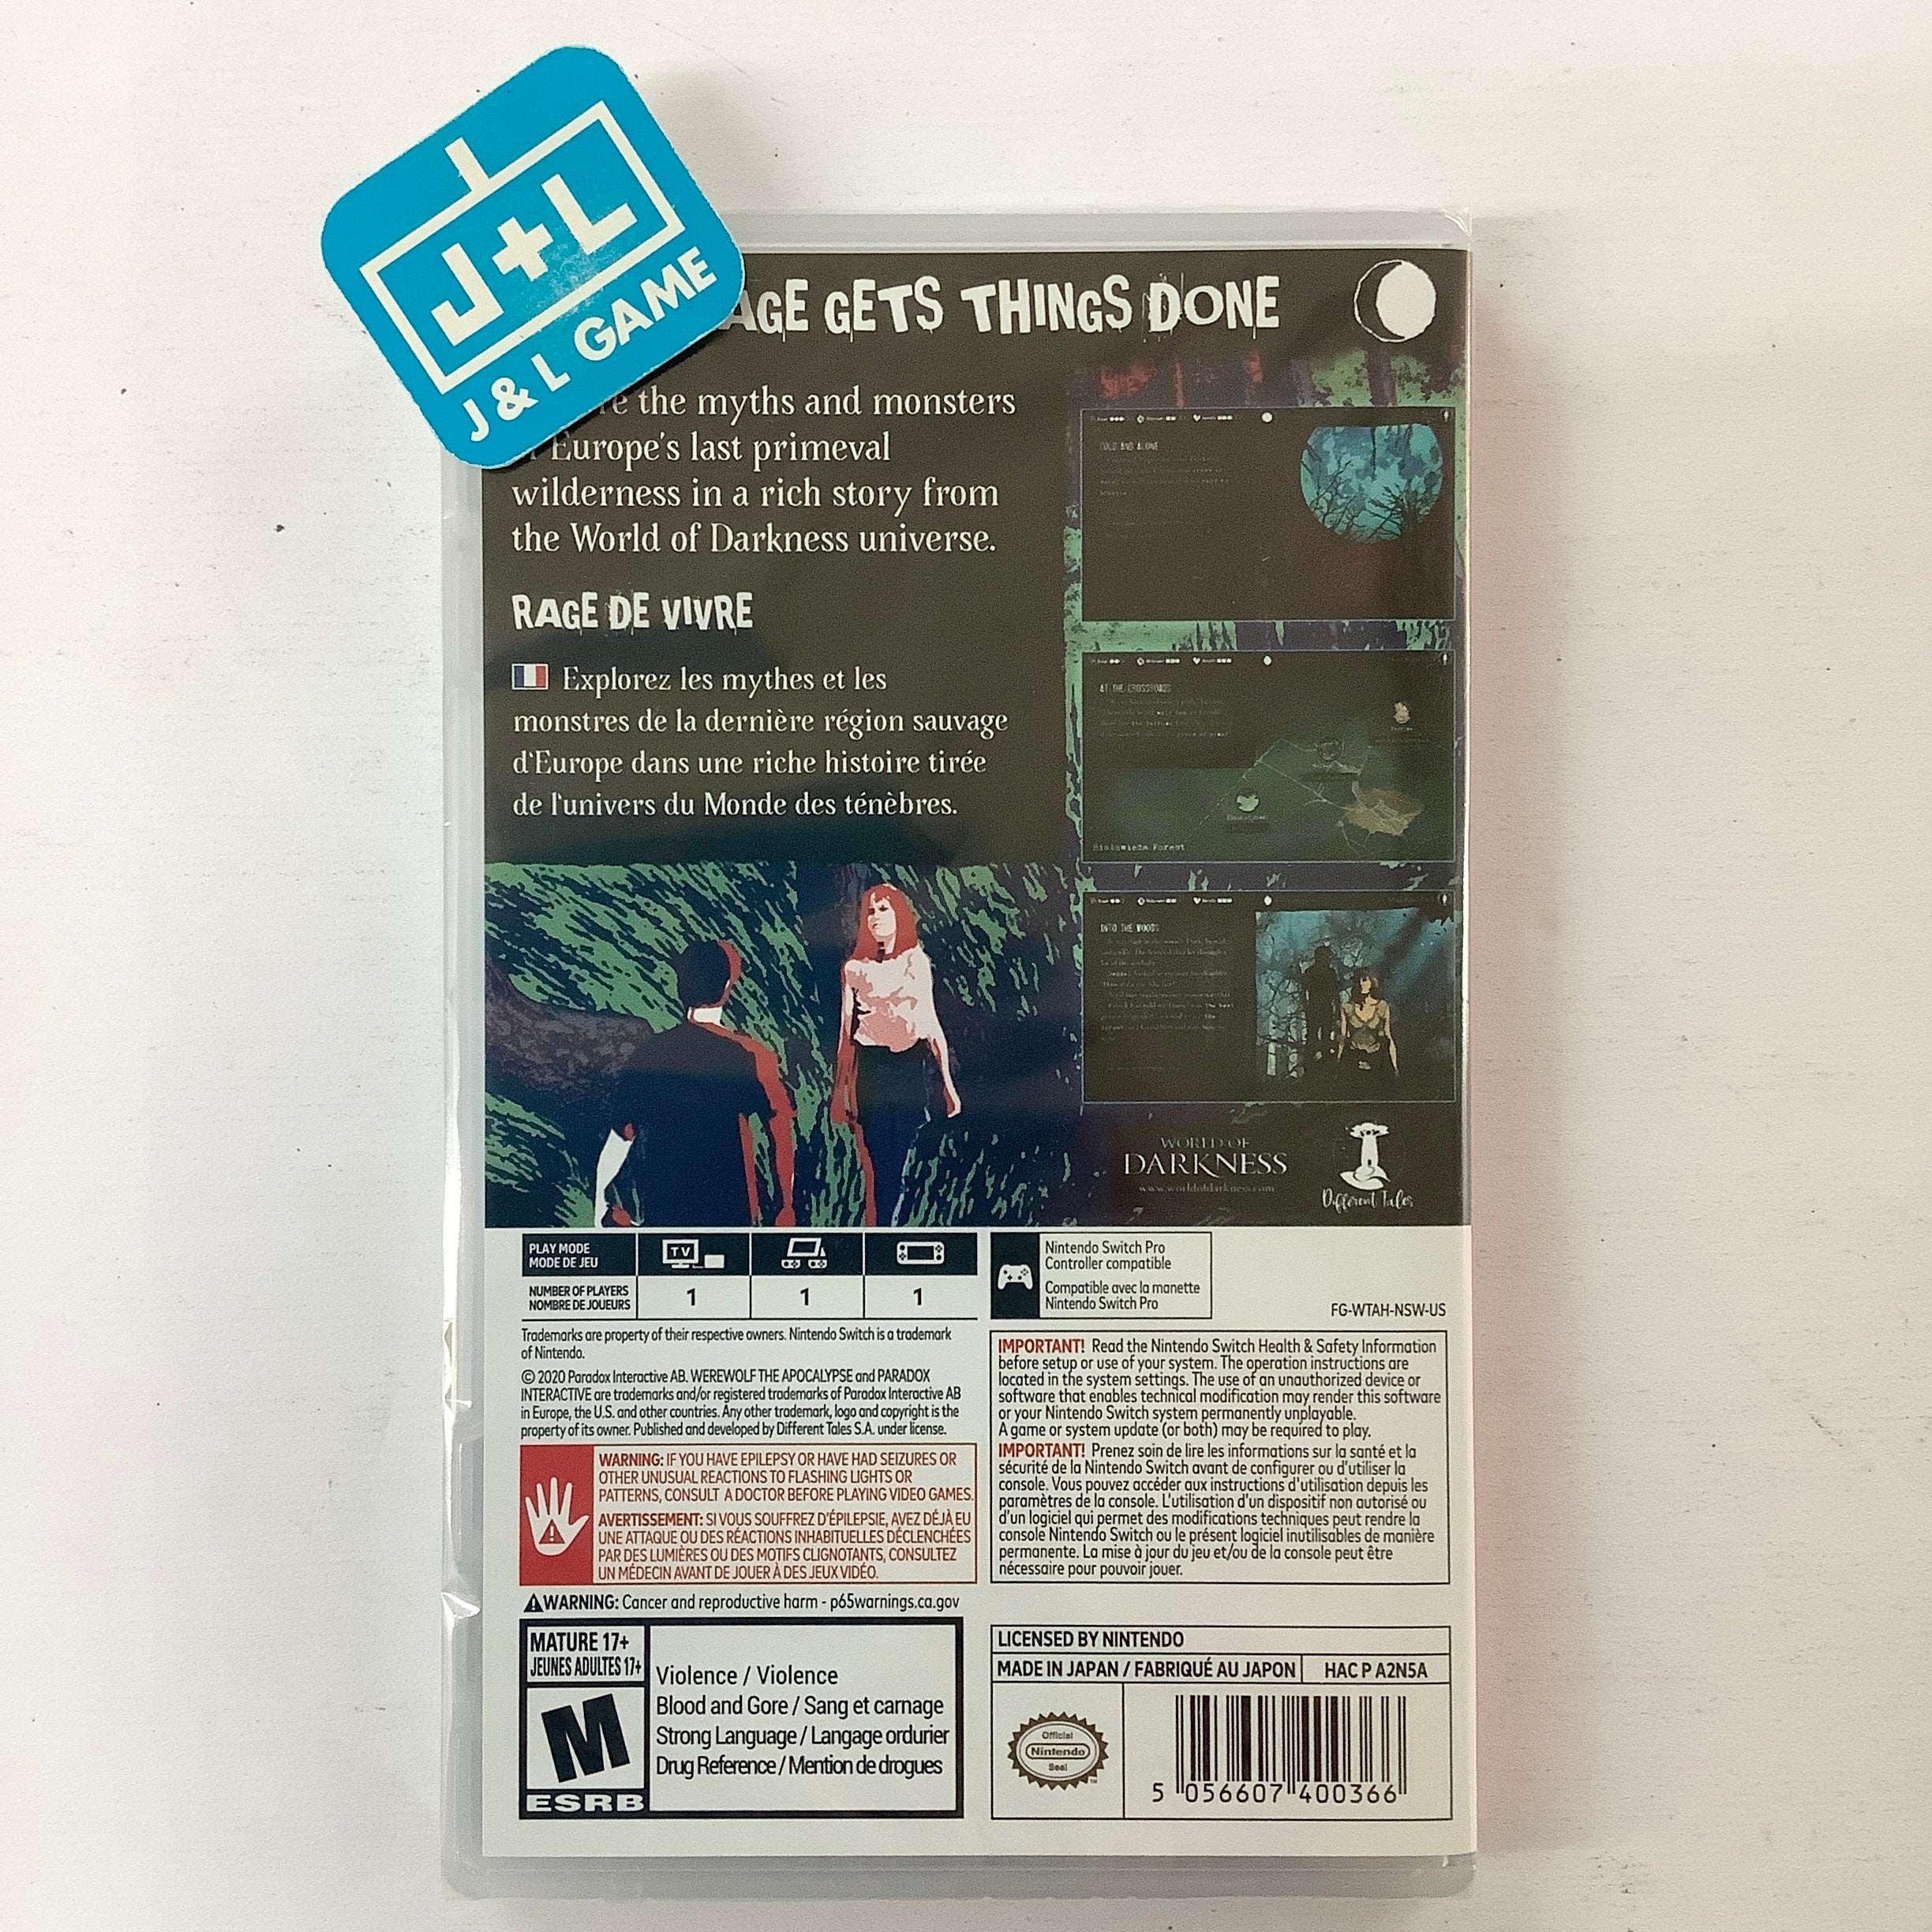 J+L
J & L GAME
AGE GETS THINGS DONE
the myths and monsters
Europe's last primeval
wilderness in a rich story from
the World of Darkness universe.
RAGE DE VIVRE
Explorez les mythes et les
monstres de la dernière région sauvage
d'Europe dans une riche histoire tirée
de l'univers du Monde des ténèbres.
COLD AND ALONE
AT THE CROSSROADS
Białowieża Forest
INTO THE WOODS
WORLD OF
DARKNESS
www.worldofdarkness.com
Different Tales
PLAY MODE
MODE DE JEU
TV
NUMBER OF PLAYERS
NOMBRE DE JOUEURS
1
1
1
Nintendo Switch Pro
Controller compatible
Compatible avec la manette
Nintendo Switch Pro
FG-WTAH-NSW-US
Trademarks are property of their respective owners. Nintendo Switch is a trademark
of Nintendo.
© 2020 Paradox Interactive AB. WEREWOLF THE APOCALYPSE and PARADOX
INTERACTIVE are trademarks and/or registered trademarks of Paradox Interactive AB
in Europe, the U.S. and other countries. Any other trademark, logo and copyright is the
property of its owner. Published and developed by Different Tales S.A. under license.
WARNING: IF YOU HAVE EPILEPSY OR HAVE HAD SEIZURES OR
OTHER UNUSUAL REACTIONS TO FLASHING LIGHTS OR
PATTERNS, CONSULT A DOCTOR BEFORE PLAYING VIDEO GAMES.
AVERTISSEMENT: SI VOUS SOUFFREZ D'ÉPILEPSIE, AVEZ DÉJÀ EU
UNE ATTAQUE OU DES RÉACTIONS INHABITUELLES DÉCLENCHÉES
PAR DES LUMIÈRES OU DES MOTIFS CLIGNOTANTS, CONSULTEZ
UN MÉDECIN AVANT DE JOUER À DES JEUX VIDÉO.
WARNING: Cancer and reproductive harm - p65warnings.ca.gov
IMPORTANT! Read the Nintendo Switch Health & Safety Information
before setup or use of your system. The operation instructions are
located in the system settings. The use of an unauthorized device or
software that enables technical modification may render this software
or your Nintendo Switch system permanently unplayable.
A game or system update (or both) may be required to play.
IMPORTANT! Prenez soin de lire les informations sur la santé et la
sécurité de la Nintendo Switch avant de configurer ou d'utiliser la
console. Vous pouvez accéder aux instructions d'utilisation depuis les
paramètres de la console. L'utilisation d'un dispositif non autorisé ou
d'un logiciel qui permet des modifications techniques peut rendre la
console Nintendo Switch ou le présent logiciel inutilisables de manière
permanente. La mise à jour du jeu et/ou de la console peut être
nécessaire pour pouvoir jouer.
MATURE 17+
JEUNES ADULTES 17+
M
ESRB
Violence / Violence
Blood and Gore / Sang et carnage
Strong Language / Langage ordurier
Drug Reference / Mention de drogues
LICENSED BY NINTENDO
MADE IN JAPAN / FABRIQUÉ AU JAPON
HAC P A2N5A
Official
Nintendo
Seal
TM
5 056607 400366